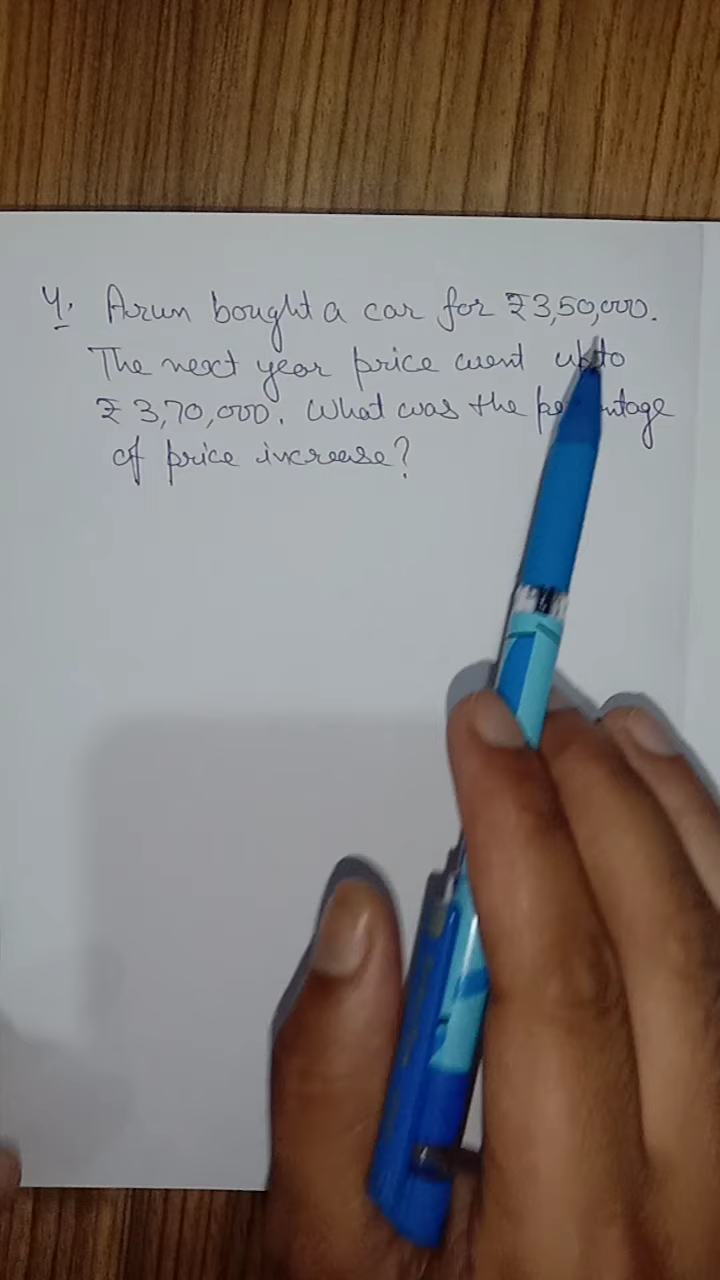 4. Arun bought a car for ₹3,50,000.
The next year price went upto
₹ 3,70,000. What was the
of price increase?